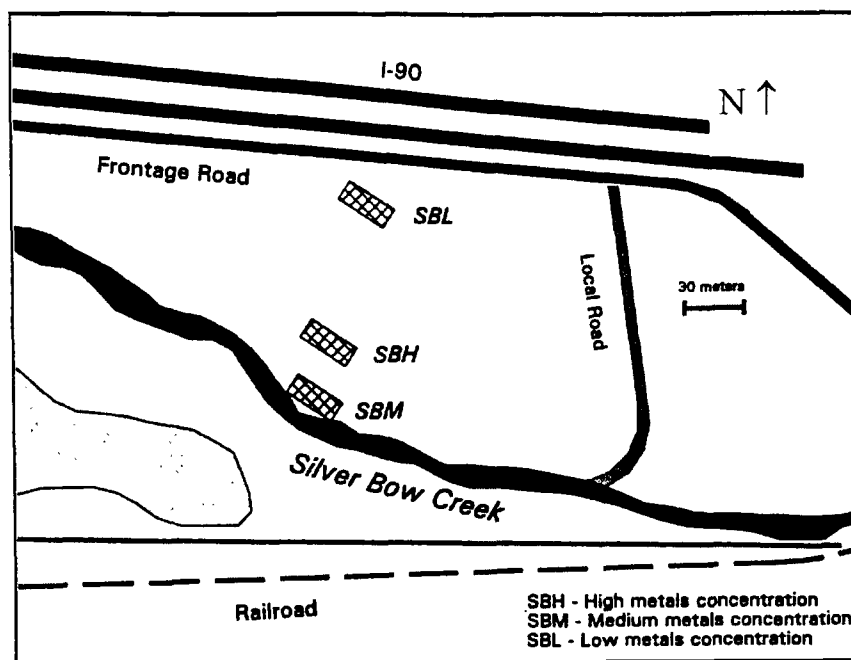 I-90
N ↑
Frontage Road
SBL
Local Road
30 meters
SBH
SBM
Silver Bow Creek
Railroad
SBH - High metals concentration
SBM - Medium metals concentration
SBL - Low metals concentration